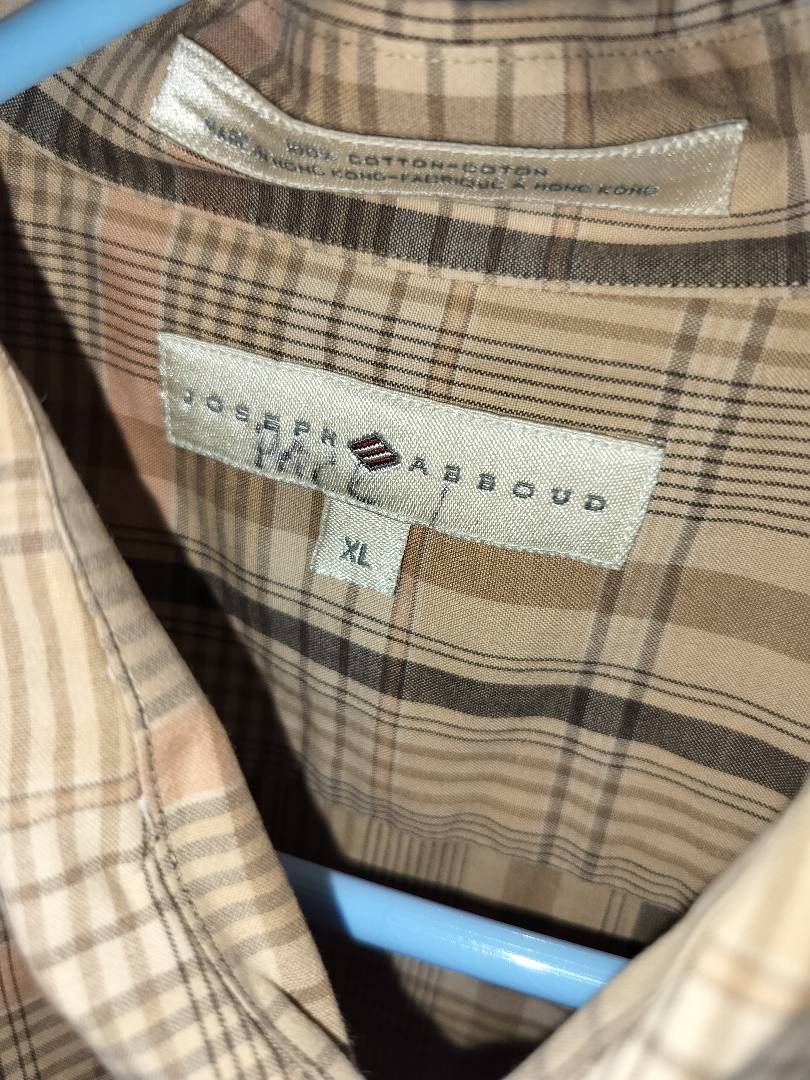 100% COTTON-COTON
MADE IN HONG KONG-FABRIQUÉ À HONG KONG
JOSEPH ABBOUD
XL